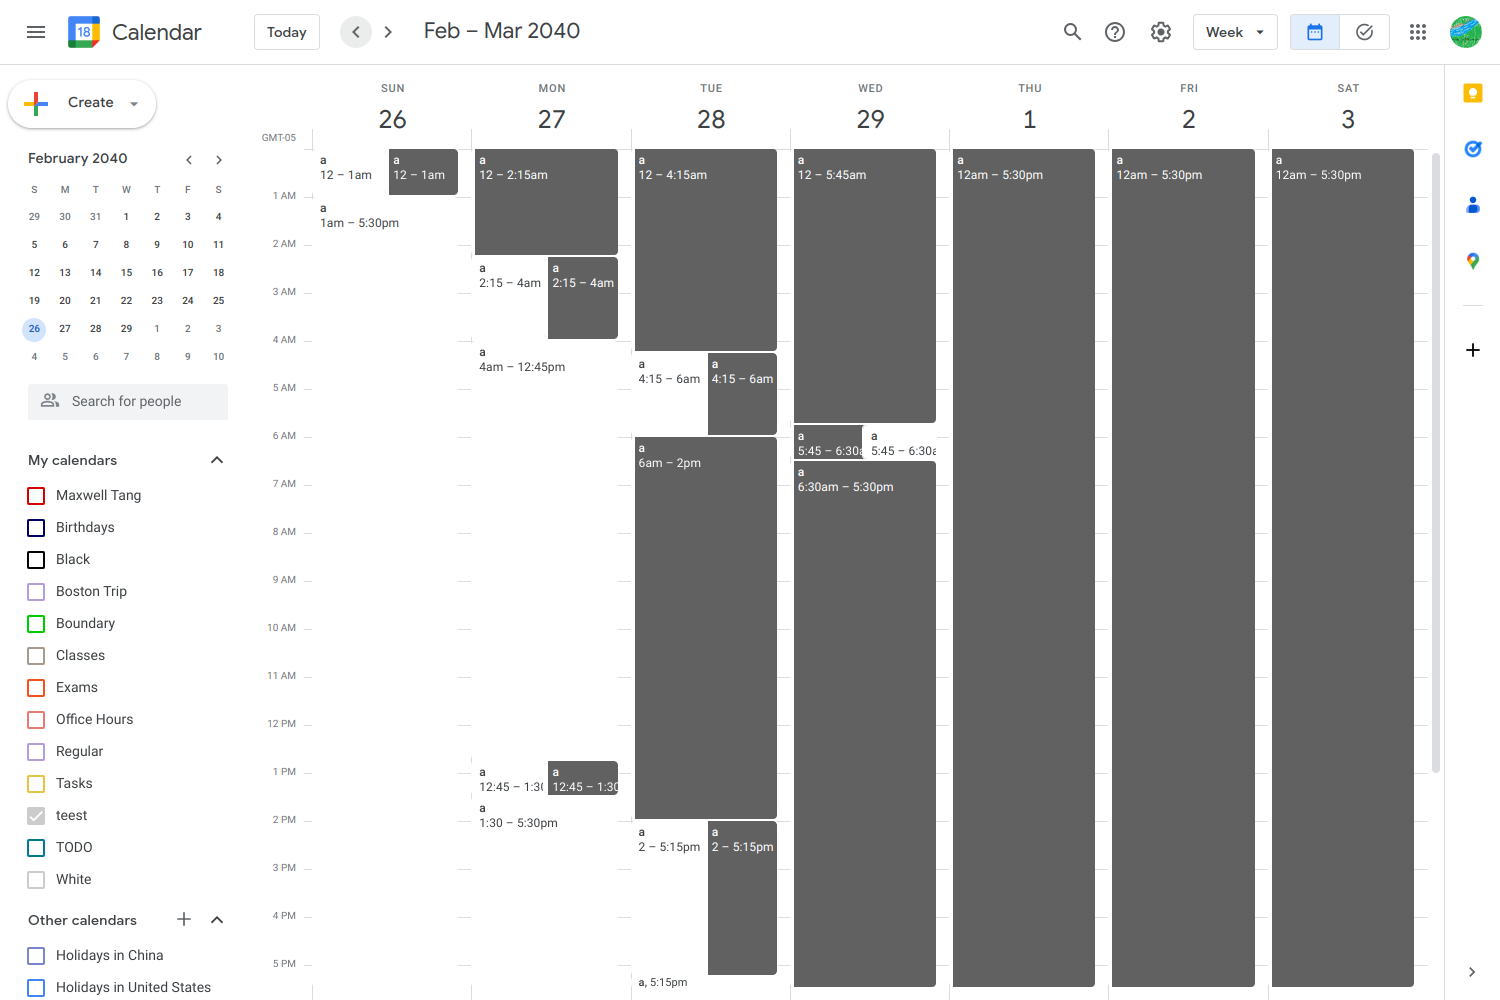 18 Calendar Today Feb – Mar 2040 Week
Create
February 2040
S M T W T F S
29 30 31 1 2 3 4
5 6 7 8 9 10 11
12 13 14 15 16 17 18
19 20 21 22 23 24 25
26 27 28 29 1 2 3
4 5 6 7 8 9 10
Search for people
My calendars
Maxwell Tang
Birthdays
Black
Boston Trip
Boundary
Classes
Exams
Office Hours
Regular
Tasks
teest
TODO
White
Other calendars
Holidays in China
Holidays in United States
SUN MON TUE WED THU FRI SAT
26 27 28 29 1 2 3
GMT-05
1 AM
2 AM
3 AM
4 AM
5 AM
6 AM
7 AM
8 AM
9 AM
10 AM
11 AM
12 PM
1 PM
2 PM
3 PM
4 PM
5 PM
a
12 – 1am
a
12 – 1am
a
1am – 5:30pm
a
12 – 2:15am
a
2:15 – 4am
a
2:15 – 4am
a
4am – 12:45pm
a
12:45 – 1:30
a
12:45 – 1:30
a
1:30 – 5:30pm
a
12 – 4:15am
a
4:15 – 6am
a
4:15 – 6am
a
6am – 2pm
a
2 – 5:15pm
a
2 – 5:15pm
a, 5:15pm
a
12 – 5:45am
a
5:45 – 6:30a
a
5:45 – 6:30a
a
6:30am – 5:30pm
a
12am – 5:30pm
a
12am – 5:30pm
a
12am – 5:30pm